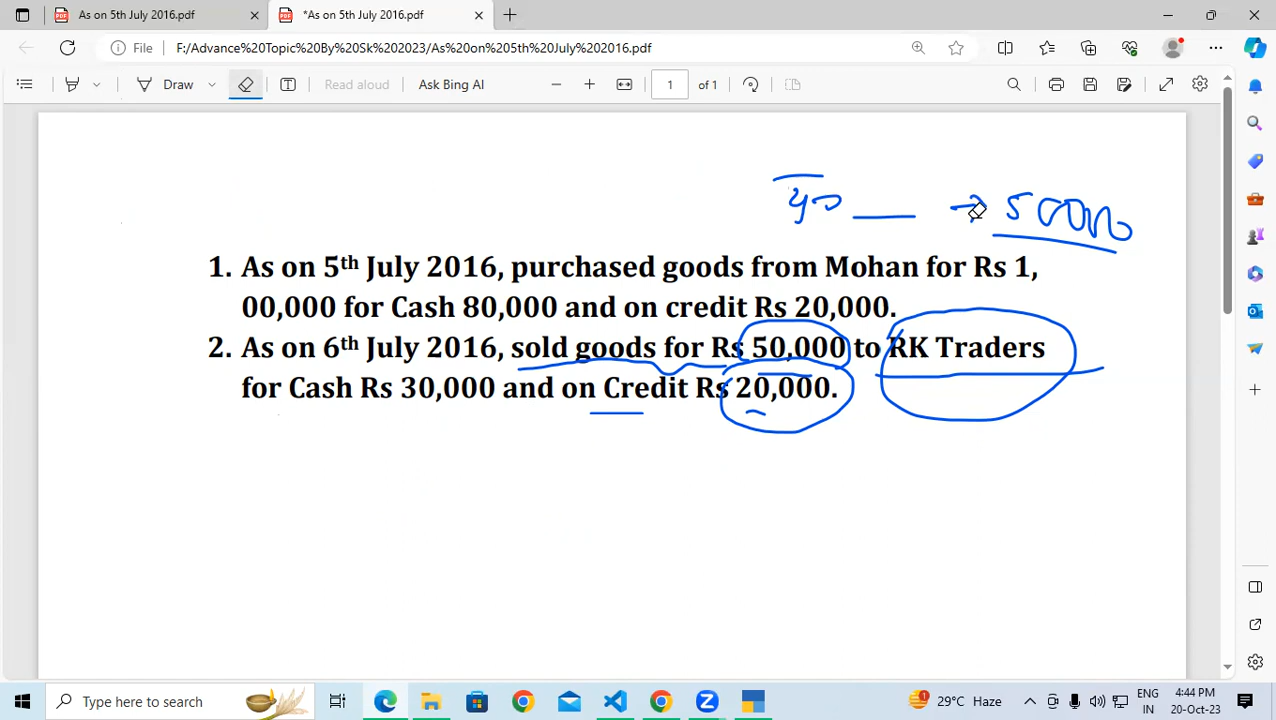 As on 5th July 2016.pdf
*As on 5th July 2016.pdf
File
F:/Advance%20Topic%20By%20Sk%202023/As%20on%205th%20July%202016.pdf
Draw
Read aloud
Ask Bing AI
1
of 1
50000
1. As on 5th July 2016, purchased goods from Mohan for Rs 1,
00,000 for Cash 80,000 and on credit Rs 20,000.
2. As on 6th July 2016, sold goods for Rs 50,000 to RK Traders
for Cash Rs 30,000 and on Credit Rs 20,000.
Type here to search
1
29°C Haze
ENG
IN
4:44 PM
20-Oct-23